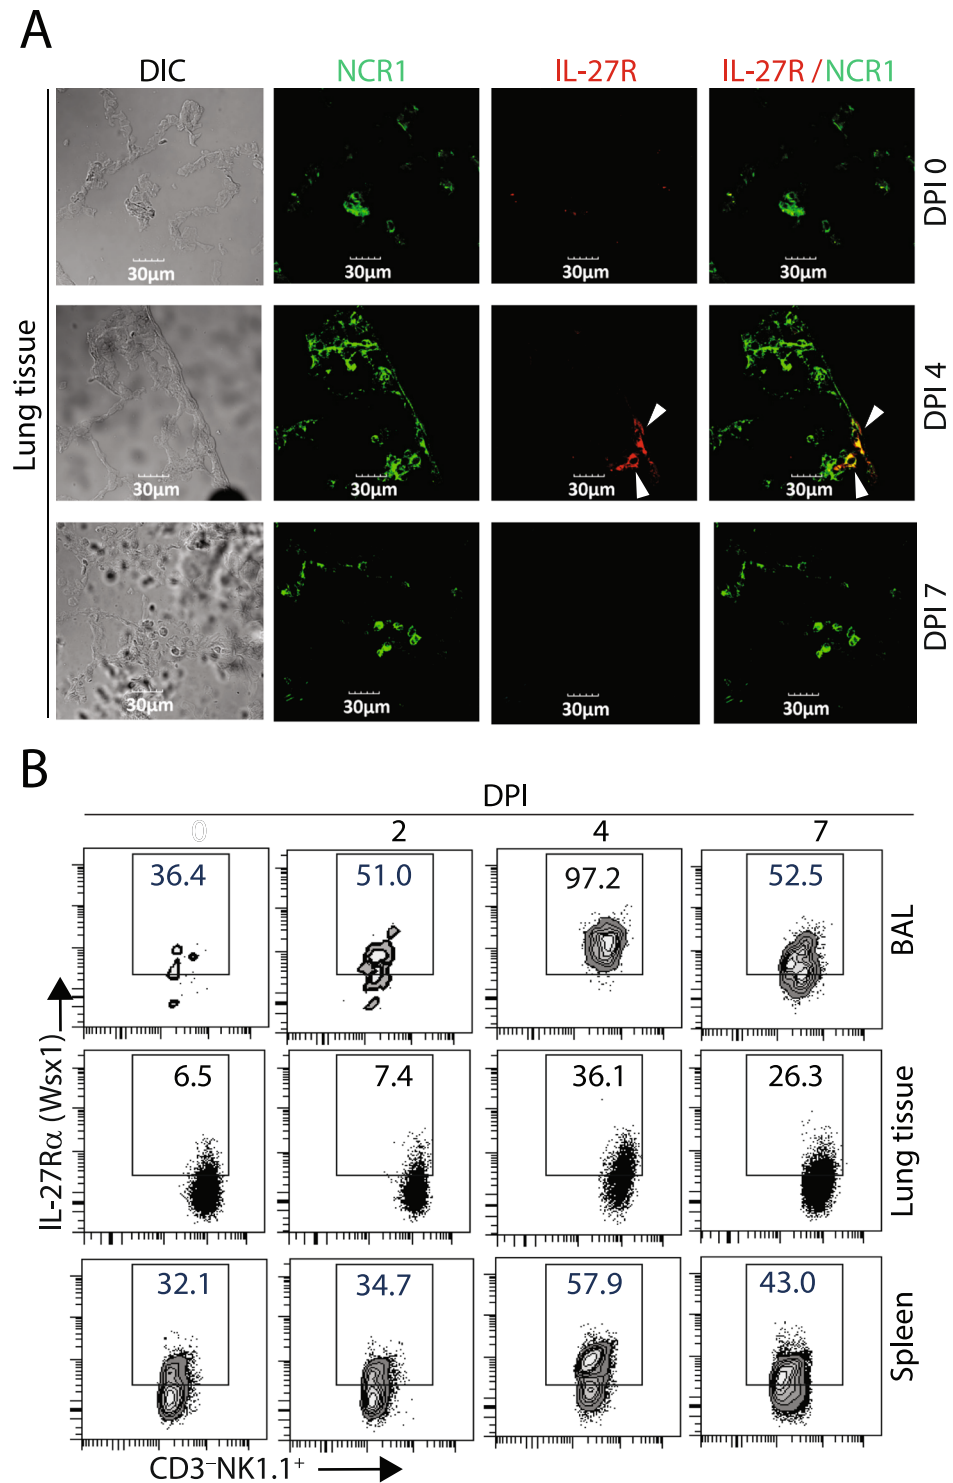 A
DIC NCR1 IL-27R IL-27R / NCR1
Lung tissue
30µm 30µm 30µm 30µm DPI 0
30µm 30µm 30µm 30µm DPI 4
30µm 30µm 30µm 30µm DPI 7
B
DPI
0 2 4 7
36.4 51.0 97.2 52.5 BAL
IL-27Rα (Wsx1)
6.5 7.4 36.1 26.3 Lung tissue
32.1 34.7 57.9 43.0 Spleen
CD3⁻NK1.1⁺